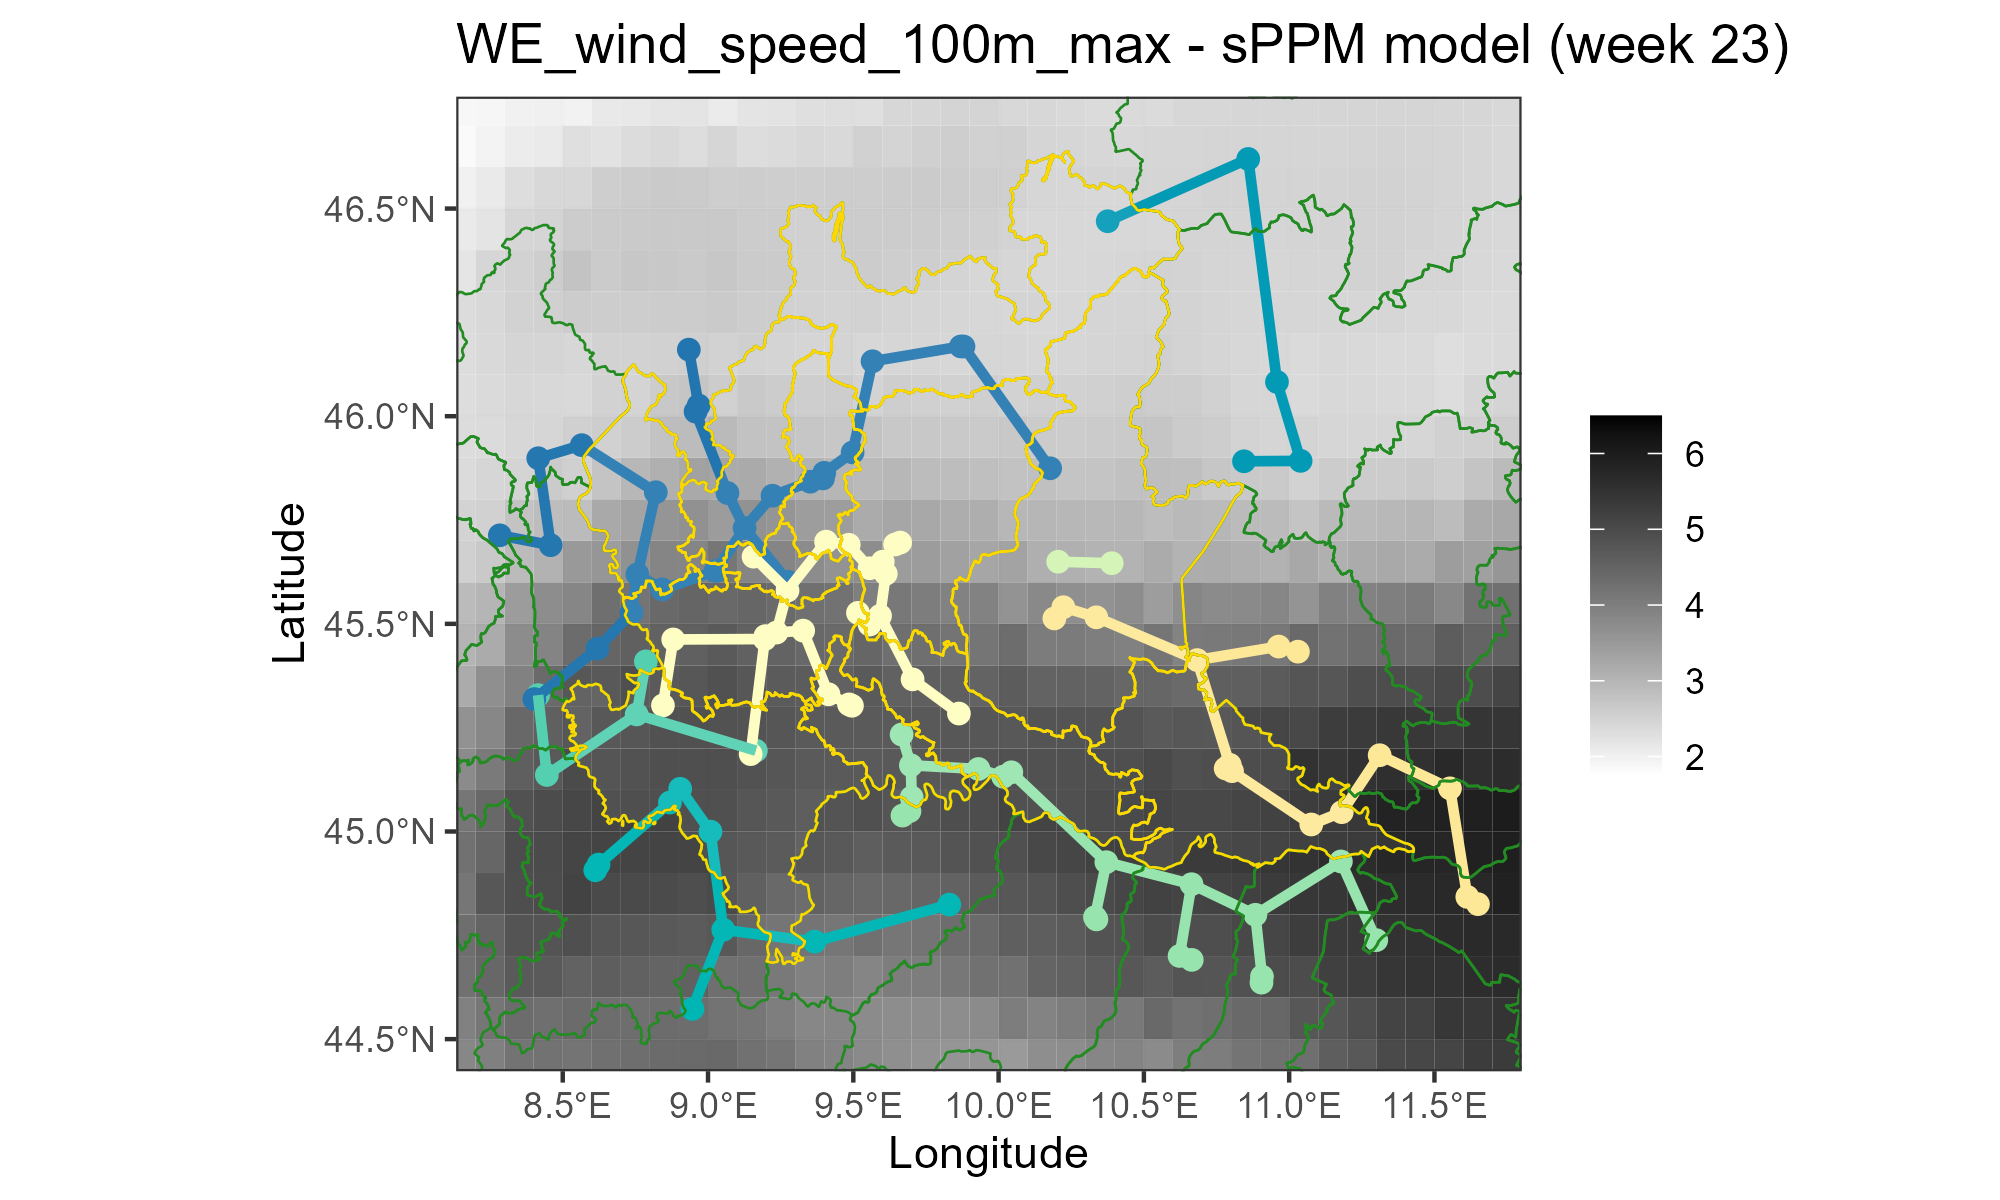 WE_wind_speed_100m_max - sPPM model (week 23)
Latitude
46.5°N
46.0°N
45.5°N
45.0°N
44.5°N
8.5°E
9.0°E
9.5°E
10.0°E
10.5°E
11.0°E
11.5°E
Longitude
6
5
4
3
2